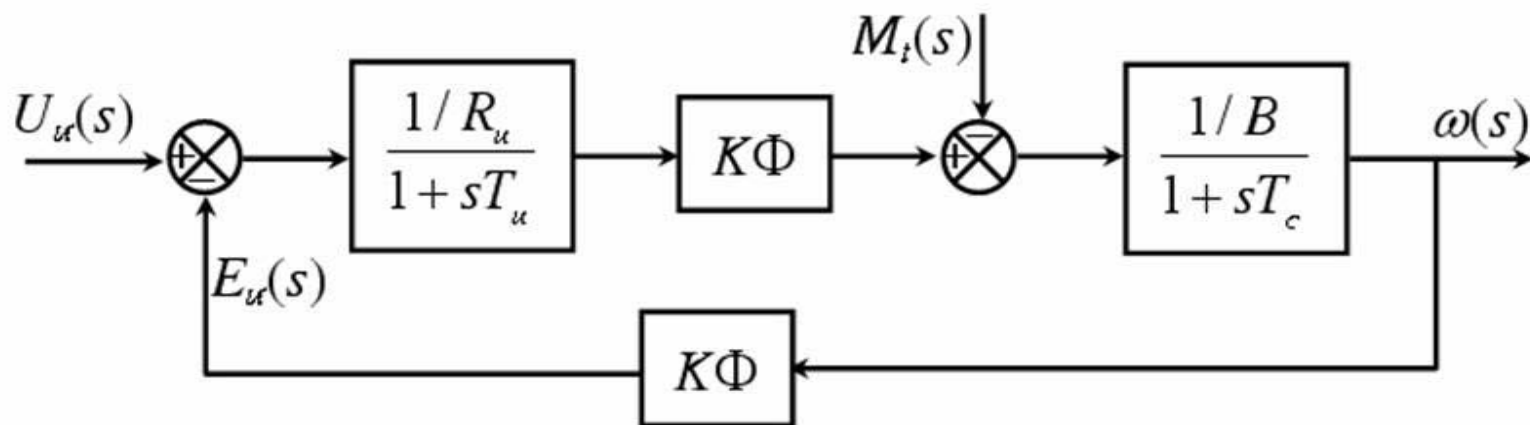 M_t(s)
U_u(s)
+
−
1/R_u
1+sT_u
KΦ
+
−
1/B
1+sT_c
ω(s)
E_u(s)
KΦ